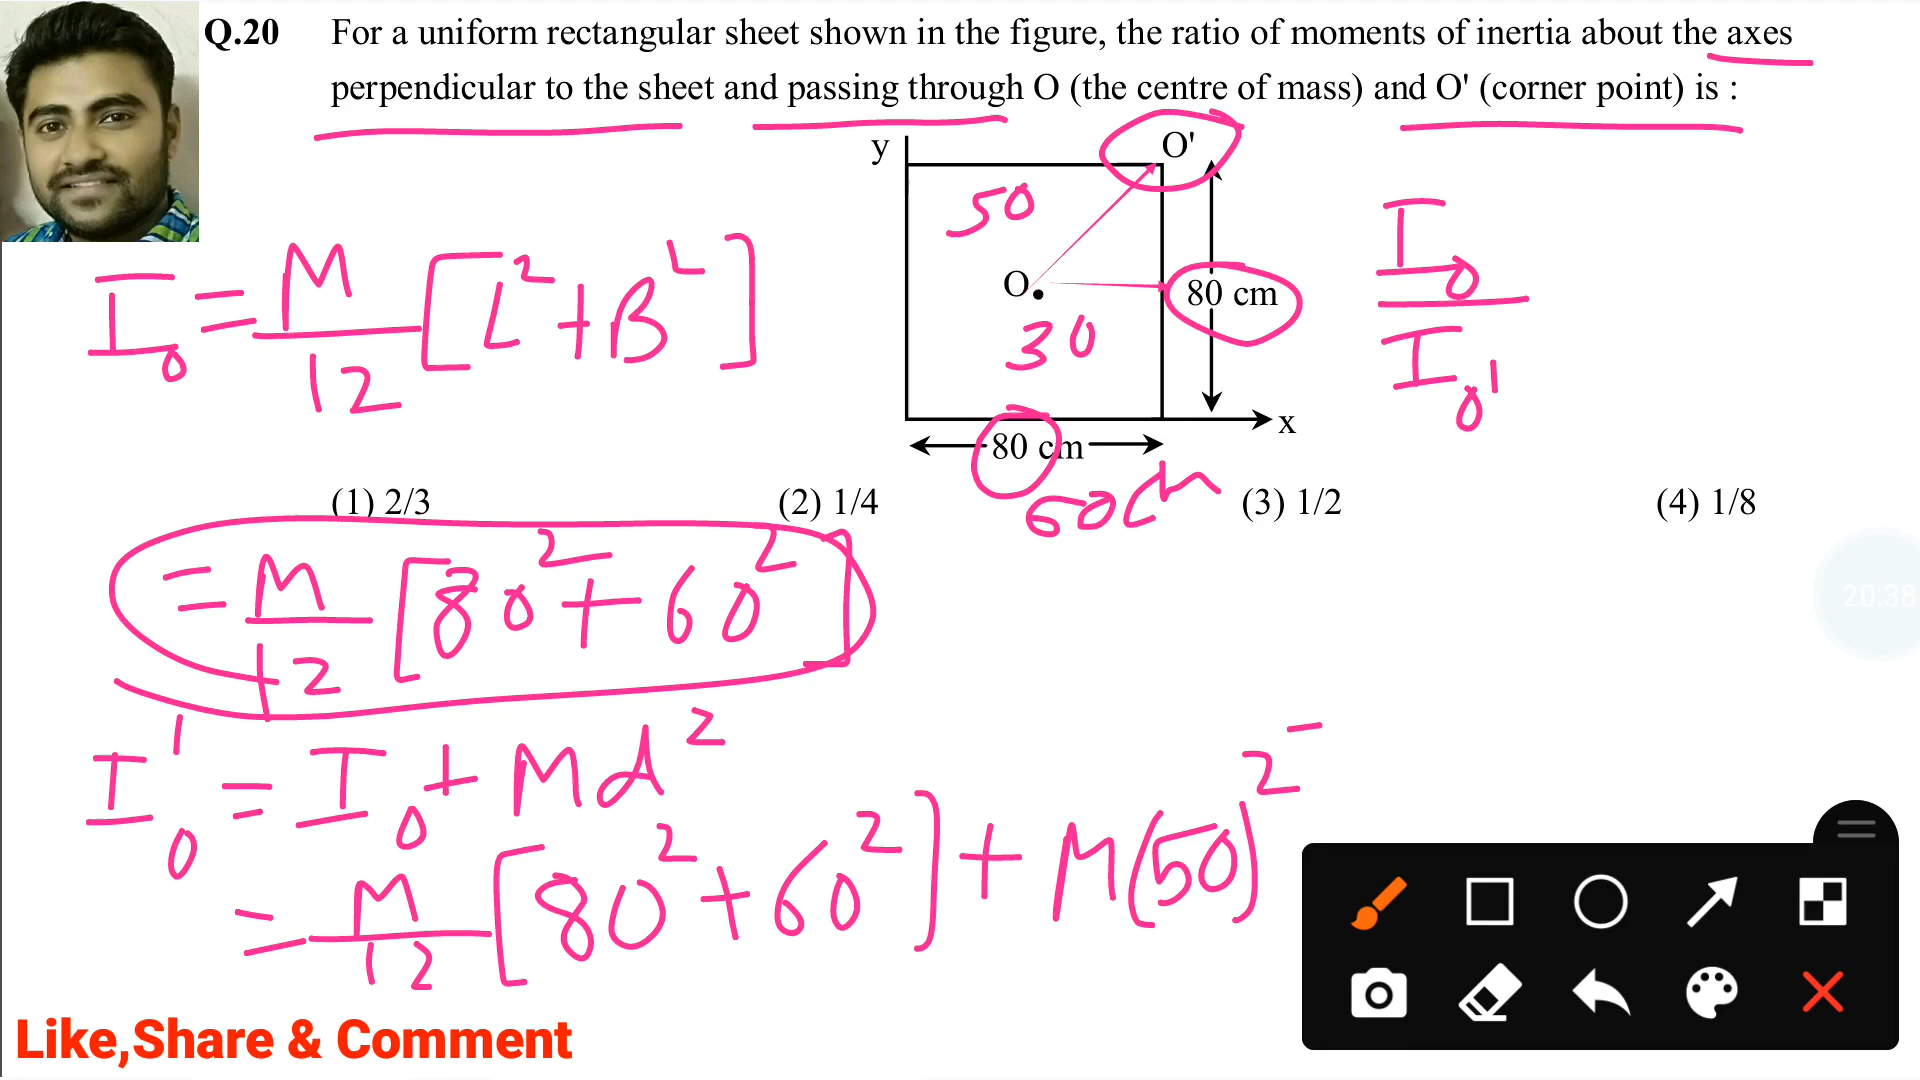 Q.20 For a uniform rectangular sheet shown in the figure, the ratio of moments of inertia about the axes
perpendicular to the sheet and passing through O (the centre of mass) and O' (corner point) is :
y
O'
50
O
30
80 cm
x
80 cm
60cm
I₀ = M/12 [L² + B²]
I₀
I₀'
(1) 2/3 (2) 1/4 (3) 1/2 (4) 1/8
= M/12 [80² + 60²]
I₀' = I₀ + Md²
= M/12 [80² + 60²] + M(50)²
20:38
Like,Share & Comment